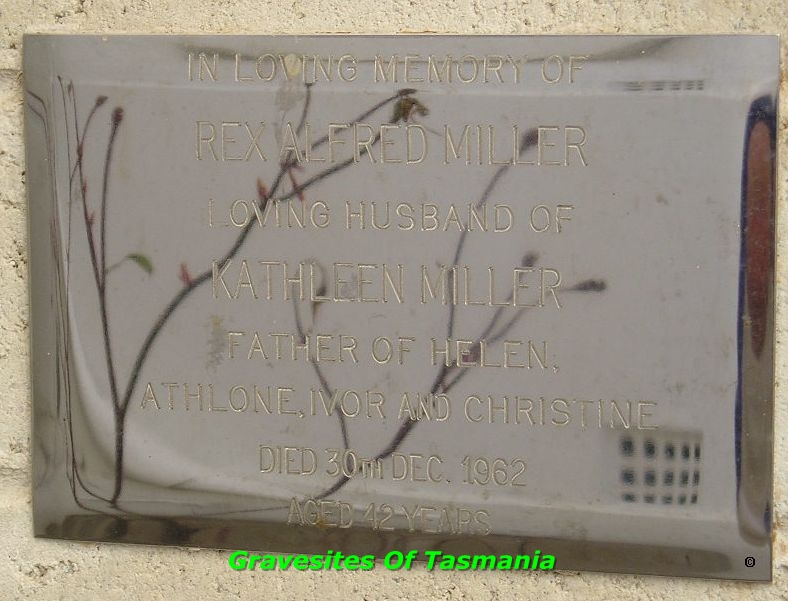 IN LOVING MEMORY OF
REX ALFRED MILLER
LOVING HUSBAND OF
KATHLEEN MILLER
FATHER OF HELEN,
ATHLONE, IVOR AND CHRISTINE
DIED 30TH DEC. 1962
AGED 42 YEARS
Gravesites Of Tasmania
©